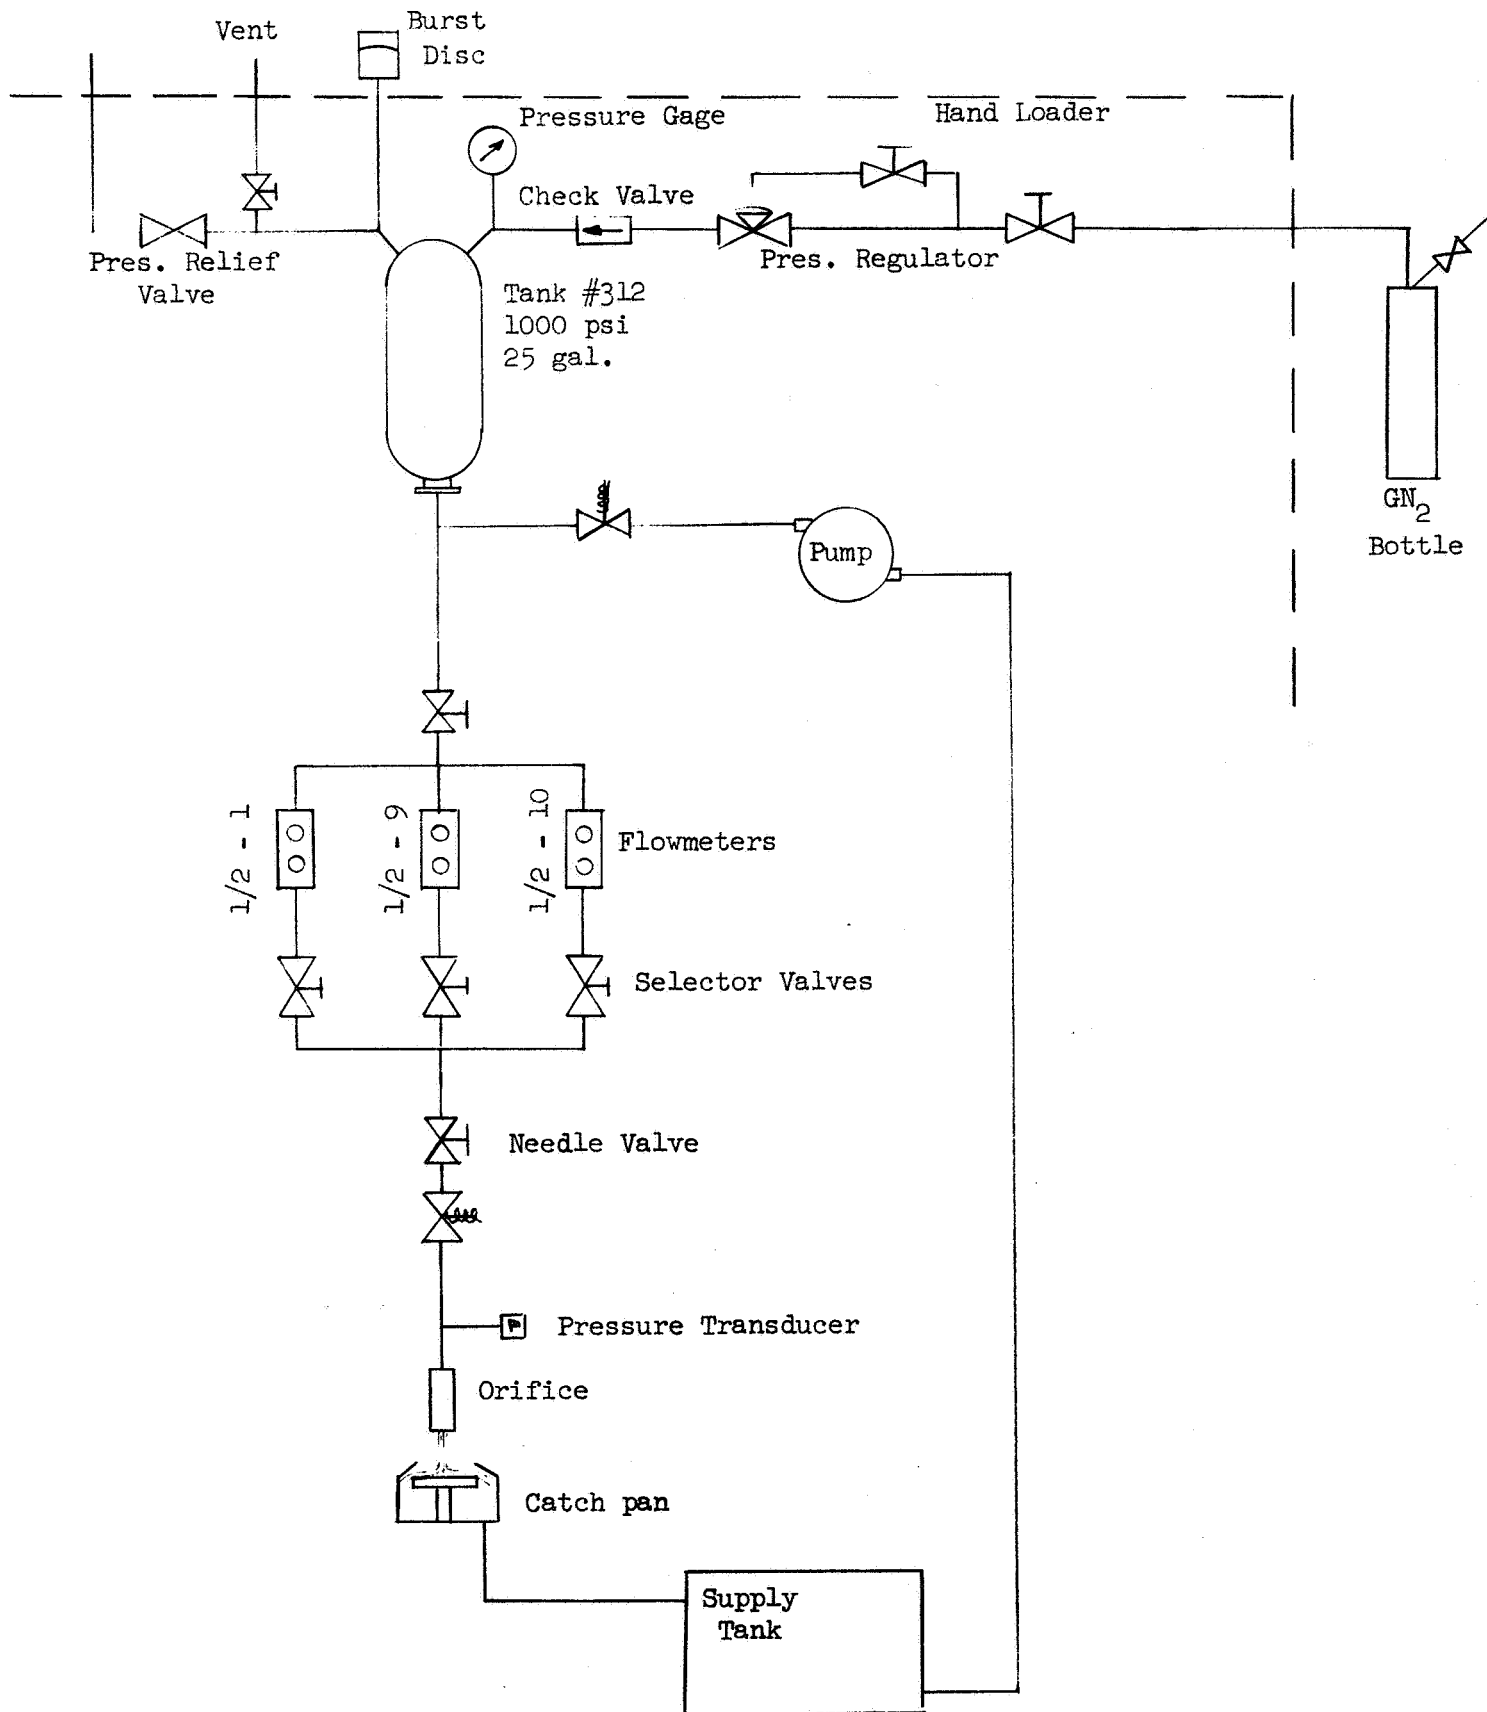 Vent
Burst
Disc
Pressure Gage
Hand Loader
Check Valve
Pres. Relief
Valve
Pres. Regulator
Tank #312
1000 psi
25 gal.
GN2
Bottle
Pump
1/2 - 1
1/2 - 9
1/2 - 10
Flowmeters
Selector Valves
Needle Valve
P
Pressure Transducer
Orifice
Catch pan
Supply
Tank